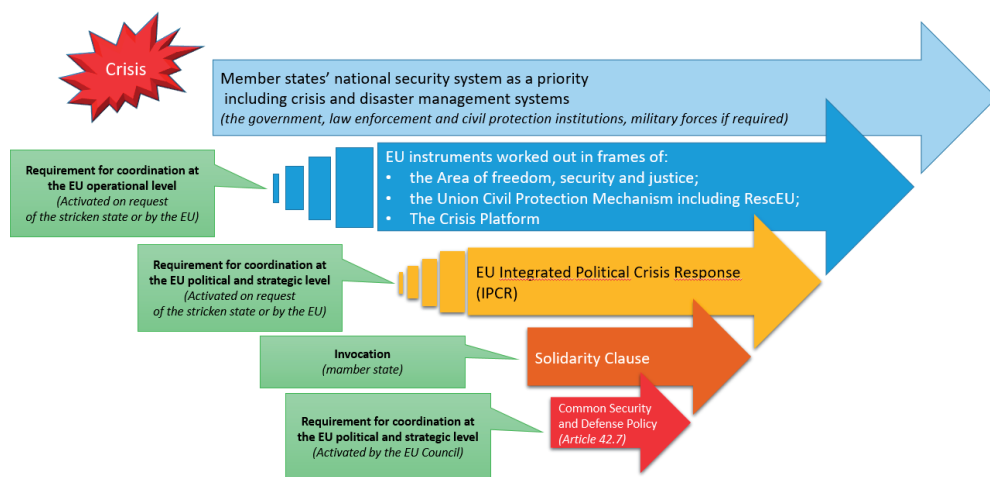 Crisis
Member states’ national security system as a priority
including crisis and disaster management systems
(the government, law enforcement and civil protection institutions, military forces if required)
Requirement for coordination at
the EU operational level
(Activated on request
of the stricken state or by the EU)
EU instruments worked out in frames of:
• the Area of freedom, security and justice;
• the Union Civil Protection Mechanism including RescEU;
• The Crisis Platform
Requirement for coordination at
the EU political and strategic level
(Activated on request
of the stricken state or by the EU)
EU Integrated Political Crisis Response
(IPCR)
Invocation
(mamber state)
Solidarity Clause
Requirement for coordination at
the EU political and strategic level
(Activated by the EU Council)
Common Security
and Defense Policy
(Article 42.7)